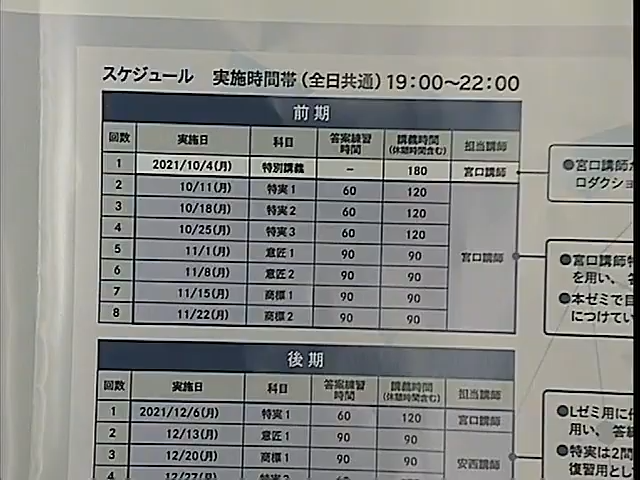 スケジュール 実施時間帯(全日共通)19:00〜22:00
前期
回数 実施日 科目 答案練習時間 講義時間(休憩時間含む) 担当講師
1 2021/10/4(月) 特別講義 − 180 宮口講師
2 10/11(月) 特実1 60 120
3 10/18(月) 特実2 60 120
4 10/25(月) 特実3 60 120
5 11/1(月) 意匠1 90 90 宮口講師
6 11/8(月) 意匠2 90 90
7 11/15(月) 商標1 90 90
8 11/22(月) 商標2 90 90
後期
回数 実施日 科目 答案練習時間 講義時間(休憩時間含む) 担当講師
1 2021/12/6(月) 特実1 60 120 宮口講師
2 12/13(月) 意匠1 90 90
3 12/20(月) 商標1 90 90 安西講師
4 12/27(月)
●宮口講師
ロダクショ
●宮口講師特
を用い、
●本ゼミで目
につけてい
●Lゼミ用に
用い、答
●特実は2問
復習用とし